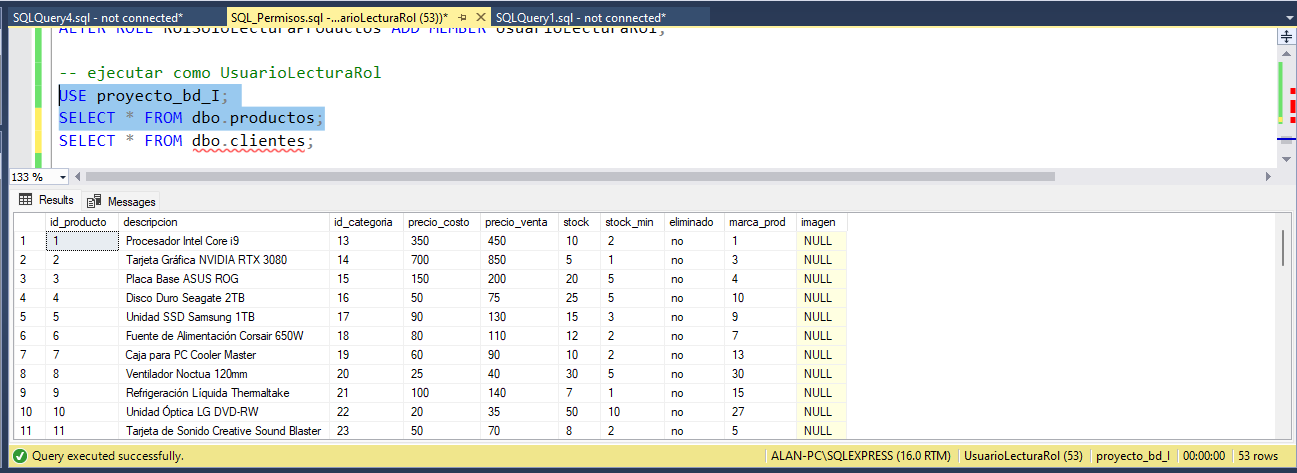 SQLQuery4.sql - not connected* SQL_Permisos.sql -...arioLecturaRol (53))* SQLQuery1.sql - not connected*
ALTER ROLE RolSoloLecturaProductos ADD MEMBER UsuarioLecturaRol;
-- ejecutar como UsuarioLecturaRol
USE proyecto_bd_I;
SELECT * FROM dbo.productos;
SELECT * FROM dbo.clientes;
133 %
Results Messages
id_producto descripcion id_categoria precio_costo precio_venta stock stock_min eliminado marca_prod imagen
1 1 Procesador Intel Core i9 13 350 450 10 2 no 1 NULL
2 2 Tarjeta Gráfica NVIDIA RTX 3080 14 700 850 5 1 no 3 NULL
3 3 Placa Base ASUS ROG 15 150 200 20 5 no 4 NULL
4 4 Disco Duro Seagate 2TB 16 50 75 25 5 no 10 NULL
5 5 Unidad SSD Samsung 1TB 17 90 130 15 3 no 9 NULL
6 6 Fuente de Alimentación Corsair 650W 18 80 110 12 2 no 7 NULL
7 7 Caja para PC Cooler Master 19 60 90 10 2 no 13 NULL
8 8 Ventilador Noctua 120mm 20 25 40 30 5 no 30 NULL
9 9 Refrigeración Líquida Thermaltake 21 100 140 7 1 no 15 NULL
10 10 Unidad Óptica LG DVD-RW 22 20 35 50 10 no 27 NULL
11 11 Tarjeta de Sonido Creative Sound Blaster 23 50 70 8 2 no 5 NULL
Query executed successfully. ALAN-PC\SQLEXPRESS (16.0 RTM) UsuarioLecturaRol (53) proyecto_bd_I 00:00:00 53 rows